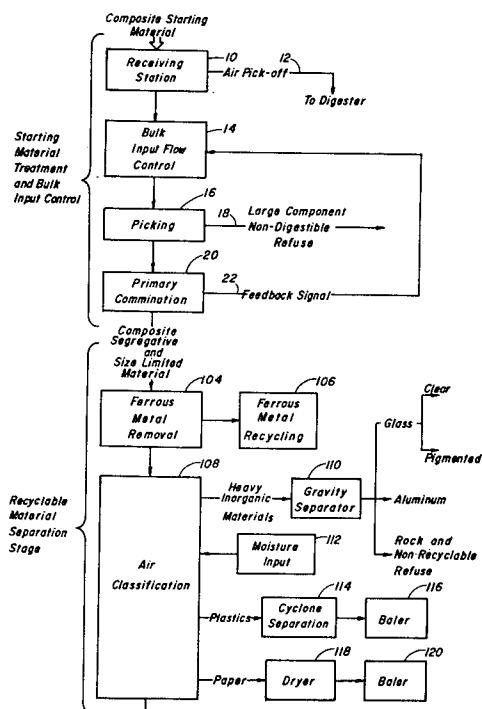 Composite Starting
Material
10
12
Receiving
Station
Air Pick-off
To Digester
14
Bulk
Input Flow
Control
Starting
Material
Treatment
and Bulk
Input Control
16
Picking
18
Large Component
Non-Digestible
Refuse
20
Primary
Commination
22
Feedback Signal
Composite
Segregative
and
Size Limited
Material
104
Ferrous
Metal
Removal
106
Ferrous
Metal
Recycling
Clear
Glass
Pigmented
108
Heavy
Inorganic
Materials
110
Gravity
Separator
Aluminum
Recyclable
Material
Separation
Stage
112
Moisture
Input
Rock and
Non-Recyclable
Refuse
Air
Classification
114
Plastics
Cyclone
Separation
116
Baler
118
Paper
Dryer
120
Baler